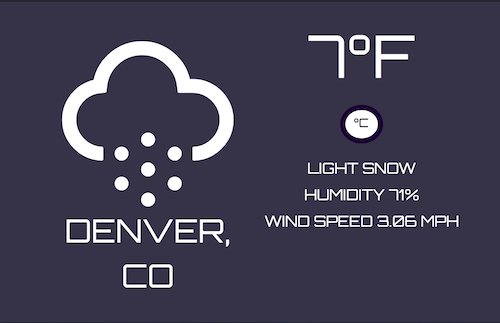 7°F
°C
LIGHT SNOW
HUMIDITY 71%
WIND SPEED 3.06 MPH
DENVER,
CO